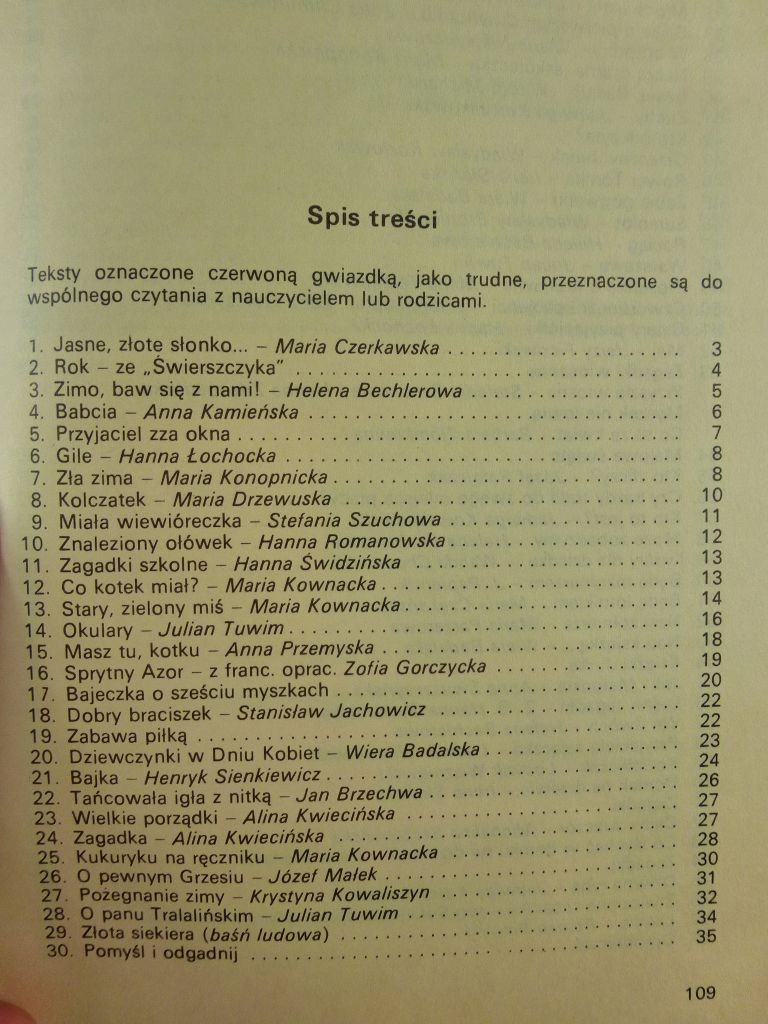 Spis treści
Teksty oznaczone czerwoną gwiazdką, jako trudne, przeznaczone są do
wspólnego czytania z nauczycielem lub rodzicami.
1. Jasne, złote słonko... – Maria Czerkawska . . . . . . . . 3
2. Rok – ze „Świerszczyka" . . . . . . . . 4
3. Zimo, baw się z nami! – Helena Bechlerowa . . . . . . . . 5
4. Babcia – Anna Kamieńska . . . . . . . . 6
5. Przyjaciel zza okna . . . . . . . . 7
6. Gile – Hanna Łochocka . . . . . . . . 8
7. Zła zima – Maria Konopnicka . . . . . . . . 8
8. Kolczatek – Maria Drzewuska . . . . . . . . 10
9. Miała wiewióreczka – Stefania Szuchowa . . . . . . . . 11
10. Znaleziony ołówek – Hanna Romanowska . . . . . . . . 12
11. Zagadki szkolne – Hanna Świdzińska . . . . . . . . 13
12. Co kotek miał? – Maria Kownacka . . . . . . . . 13
13. Stary, zielony miś – Maria Kownacka . . . . . . . . 14
14. Okulary – Julian Tuwim . . . . . . . . 16
15. Masz tu, kotku – Anna Przemyska . . . . . . . . 18
16. Sprytny Azor – z franc. oprac. Zofia Gorczycka . . . . . . . . 19
17. Bajeczka o sześciu myszkach . . . . . . . . 20
18. Dobry braciszek – Stanisław Jachowicz . . . . . . . . 22
19. Zabawa piłką . . . . . . . . 22
20. Dziewczynki w Dniu Kobiet – Wiera Badalska . . . . . . . . 23
21. Bajka – Henryk Sienkiewicz . . . . . . . . 24
22. Tańcowała igła z nitką – Jan Brzechwa . . . . . . . . 26
23. Wielkie porządki – Alina Kwiecińska . . . . . . . . 27
24. Zagadka – Alina Kwiecińska . . . . . . . . 27
25. Kukuryku na ręczniku – Maria Kownacka . . . . . . . . 28
26. O pewnym Grzesiu – Józef Małek . . . . . . . . 30
27. Pożegnanie zimy – Krystyna Kowaliszyn . . . . . . . . 31
28. O panu Tralalińskim – Julian Tuwim . . . . . . . . 32
29. Złota siekiera (baśń ludowa) . . . . . . . . 34
30. Pomyśl i odgadnij . . . . . . . . 35
109